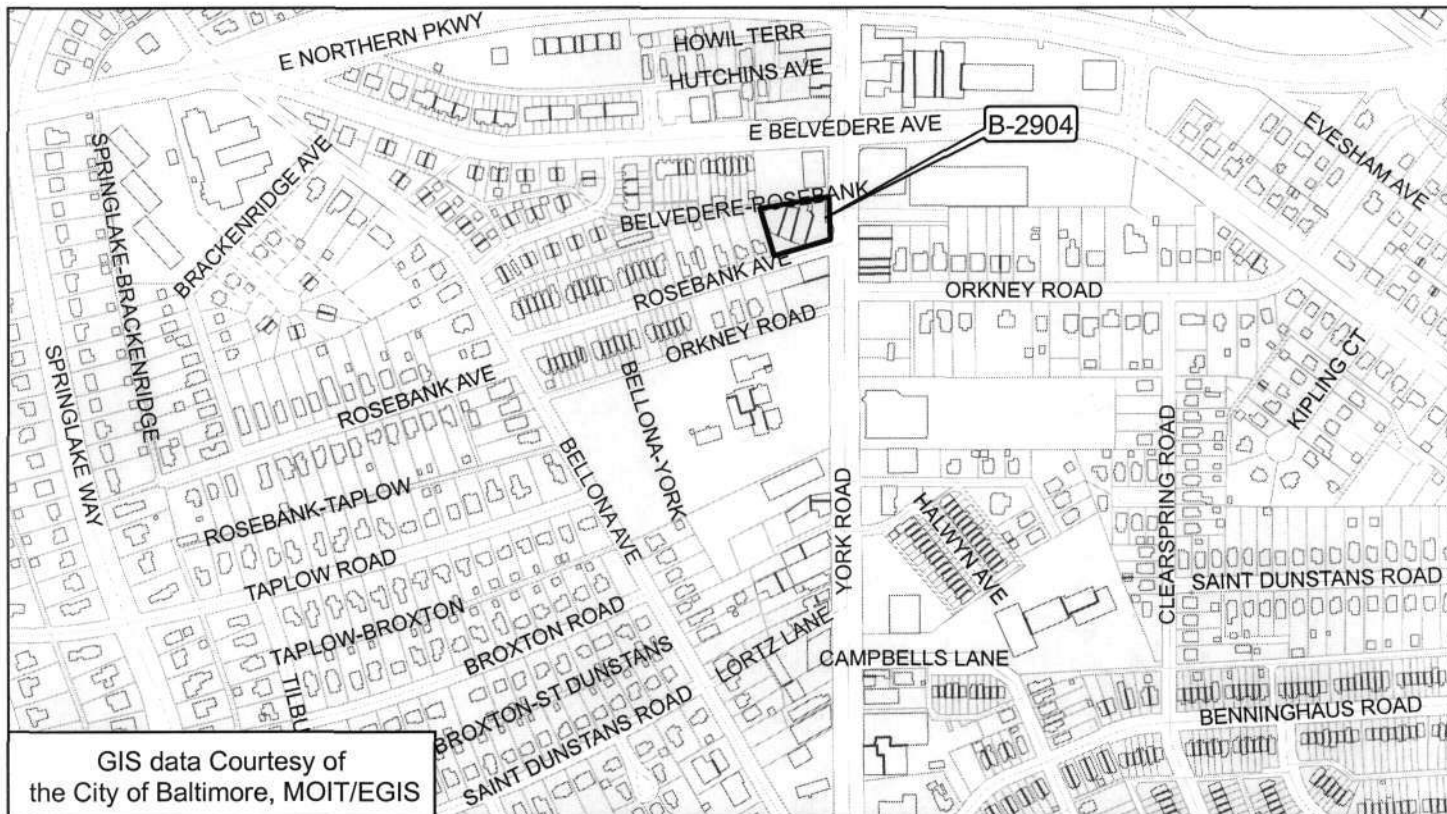 E NORTHERN PKWY
HOWIL TERR
HUTCHINS AVE
E BELVEDERE AVE
B-2904
EVESHAM AVE
SPRINGLAKE-BRACKENRIDGE
BRACKENRIDGE AVE
BELVEDERE-ROSEBANK
ROSEBANK AVE
ORKNEY ROAD
ORKNEY ROAD
SPRINGLAKE WAY
ROSEBANK AVE
BELLONA-YORK
KIPLING CT
BELLONA AVE
ROSEBANK-TAPLOW
YORK ROAD
HALWYN AVE
CLEARSPRING ROAD
TAPLOW ROAD
SAINT DUNSTANS ROAD
TAPLOW-BROXTON
BROXTON ROAD
LORTZ LANE
CAMPBELLS LANE
TILBU
BROXTON-ST DUNSTANS
SAINT DUNSTANS ROAD
BENNINGHAUS ROAD
GIS data Courtesy of
the City of Baltimore, MOIT/EGIS